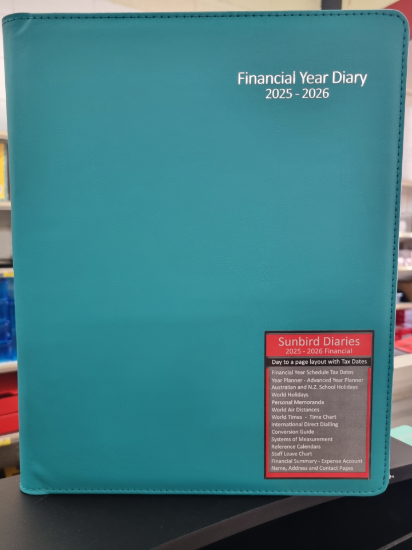 Financial Year Diary
2025 - 2026
Sunbird Diaries
2025 - 2026 Financial
Day to a page layout with Tax Dates
Financial Year Schedule Tax Dates
Year Planner - Advanced Year Planner
Australian and N.Z. School Holidays
World Holidays
Personal Memoranda
World Air Distances
World Times - Time Chart
International Direct Dialling
Conversion Guide
Systems of Measurement
Reference Calendars
Staff Leave Chart
Financial Summary - Expense Account
Name, Address and Contact Pages